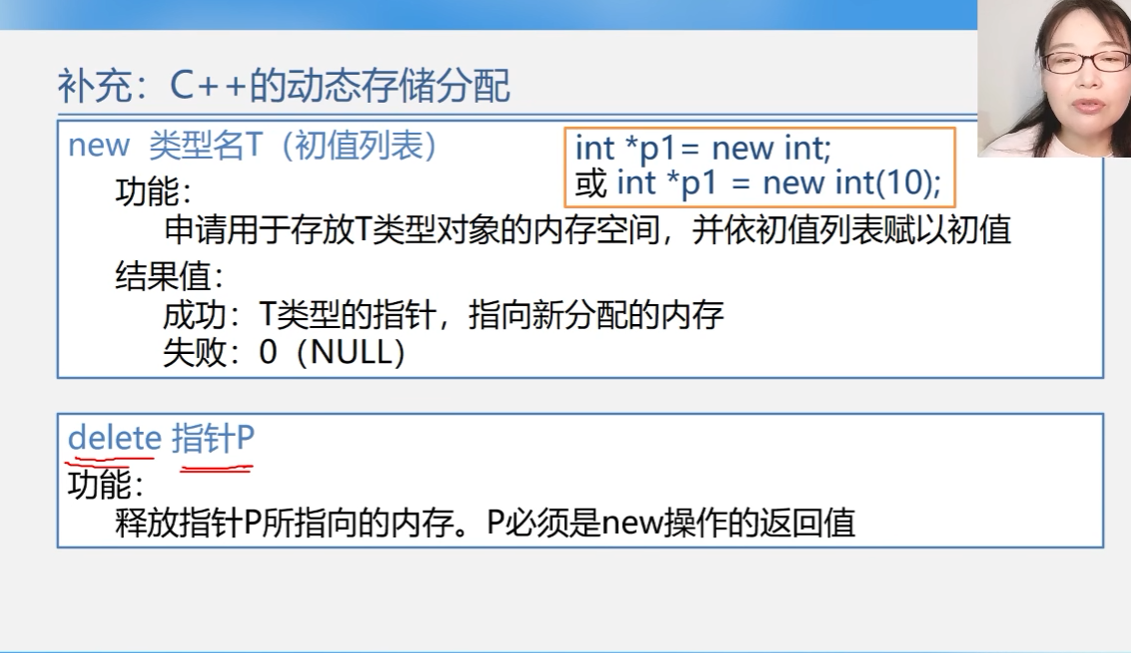 补充：C++的动态存储分配
new 类型名T（初值列表）
int *p1= new int;
或 int *p1 = new int(10);
功能：
申请用于存放T类型对象的内存空间，并依初值列表赋以初值
结果值：
成功：T类型的指针，指向新分配的内存
失败：0（NULL）
delete 指针P
功能：
释放指针P所指向的内存。P必须是new操作的返回值